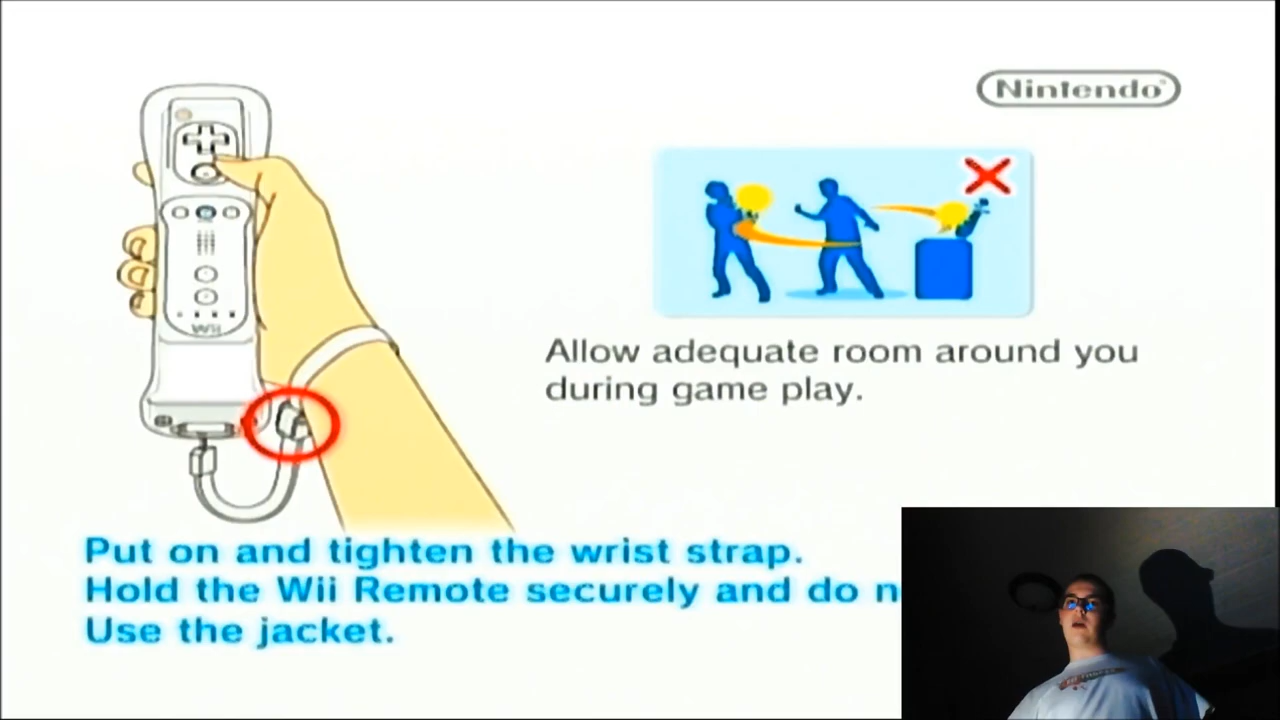 Nintendo®
Wii
Allow adequate room around you
during game play.
Put on and tighten the wrist strap.
Hold the Wii Remote securely and do n
Use the jacket.